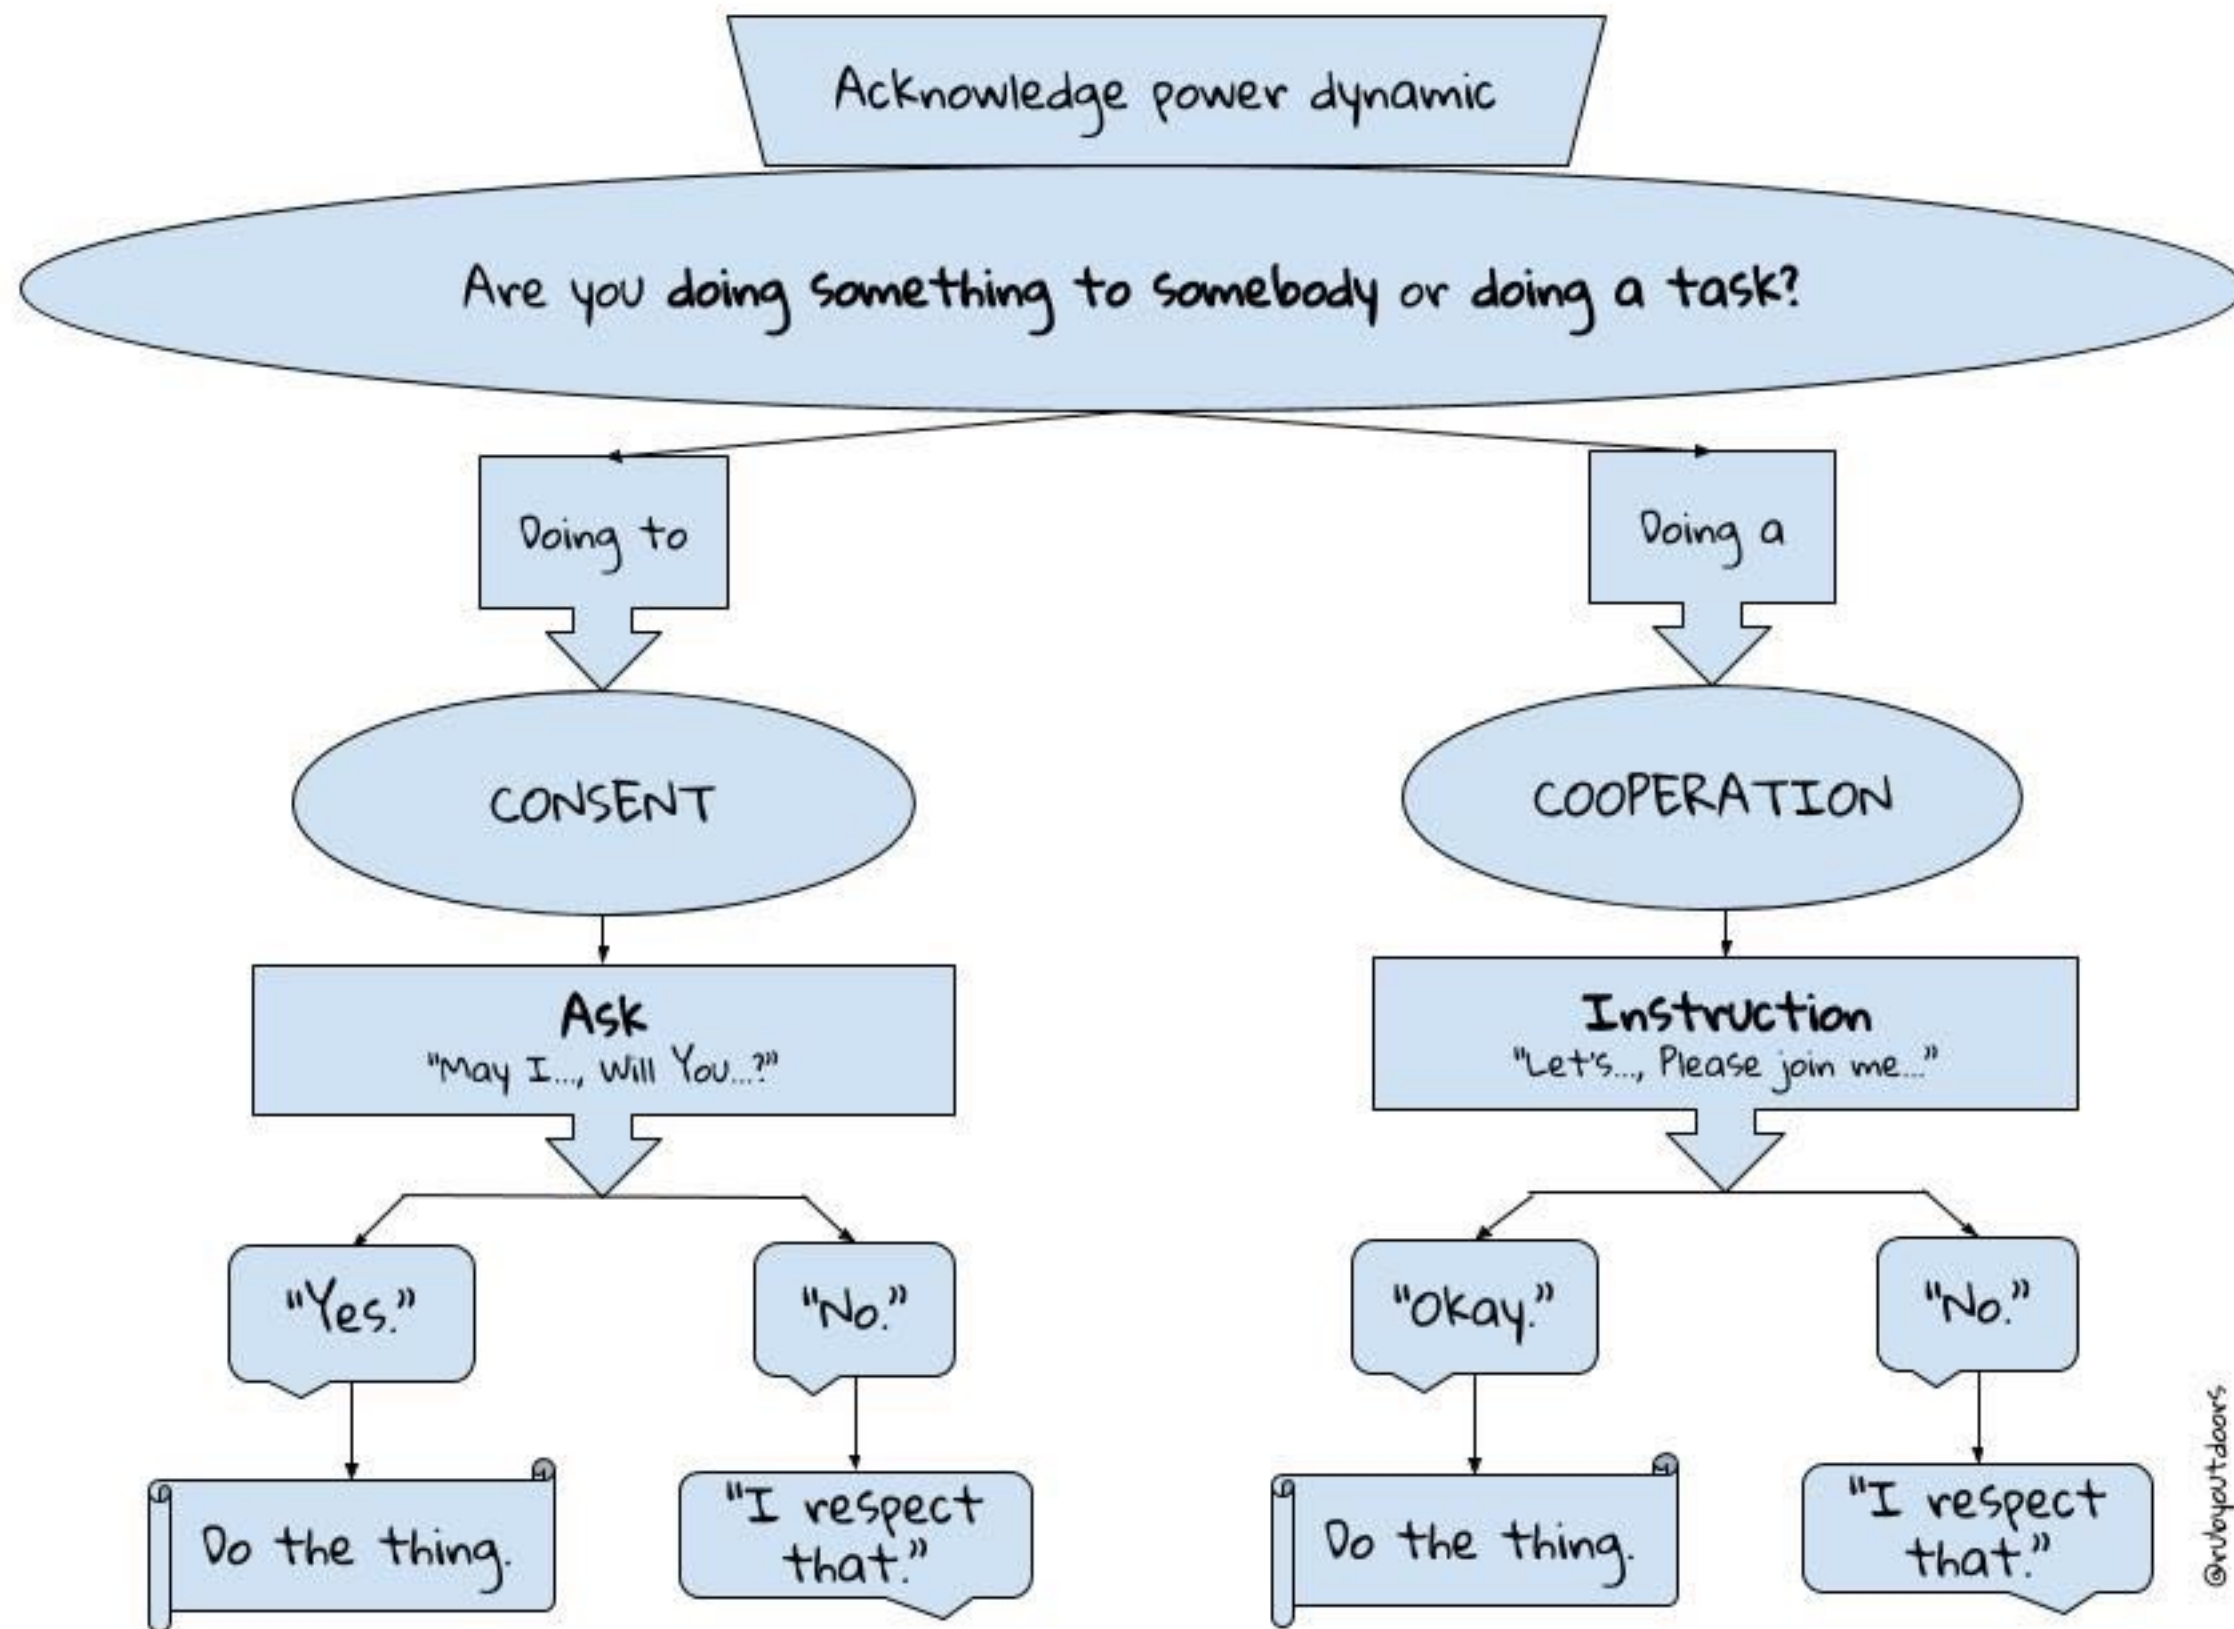 Acknowledge power dynamic
Are you doing something to somebody or doing a task?
Doing to
Doing a
CONSENT
COOPERATION
Ask
"May I..., Will You...?"
Instruction
"Let's..., Please join me..."
"Yes."
"No."
"Okay."
"No."
Do the thing.
"I respect
that."
Do the thing.
"I respect
that."
@rubyoutdoors